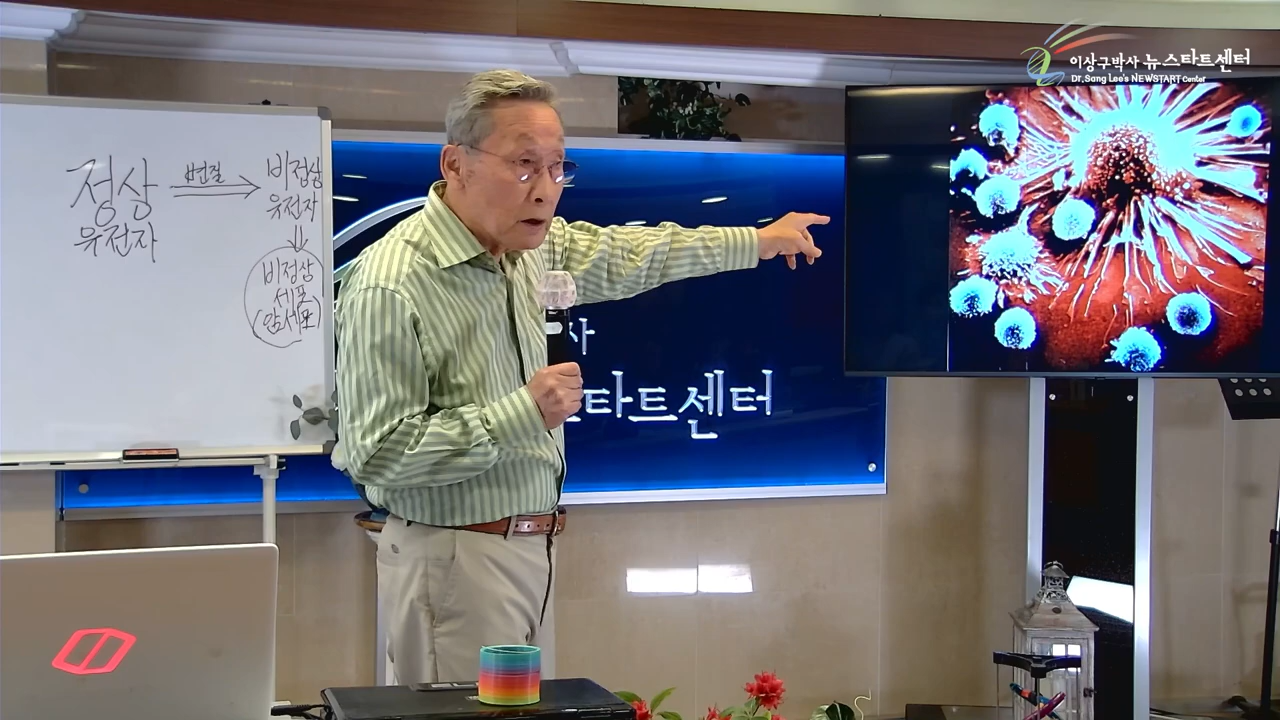 이상구박사 뉴스타트센터
Dr. Sang Lee's NEWSTART Center
정상
유전자
변질
비정상
유전자
비정상
세포
(암세포)
사
스타트센터